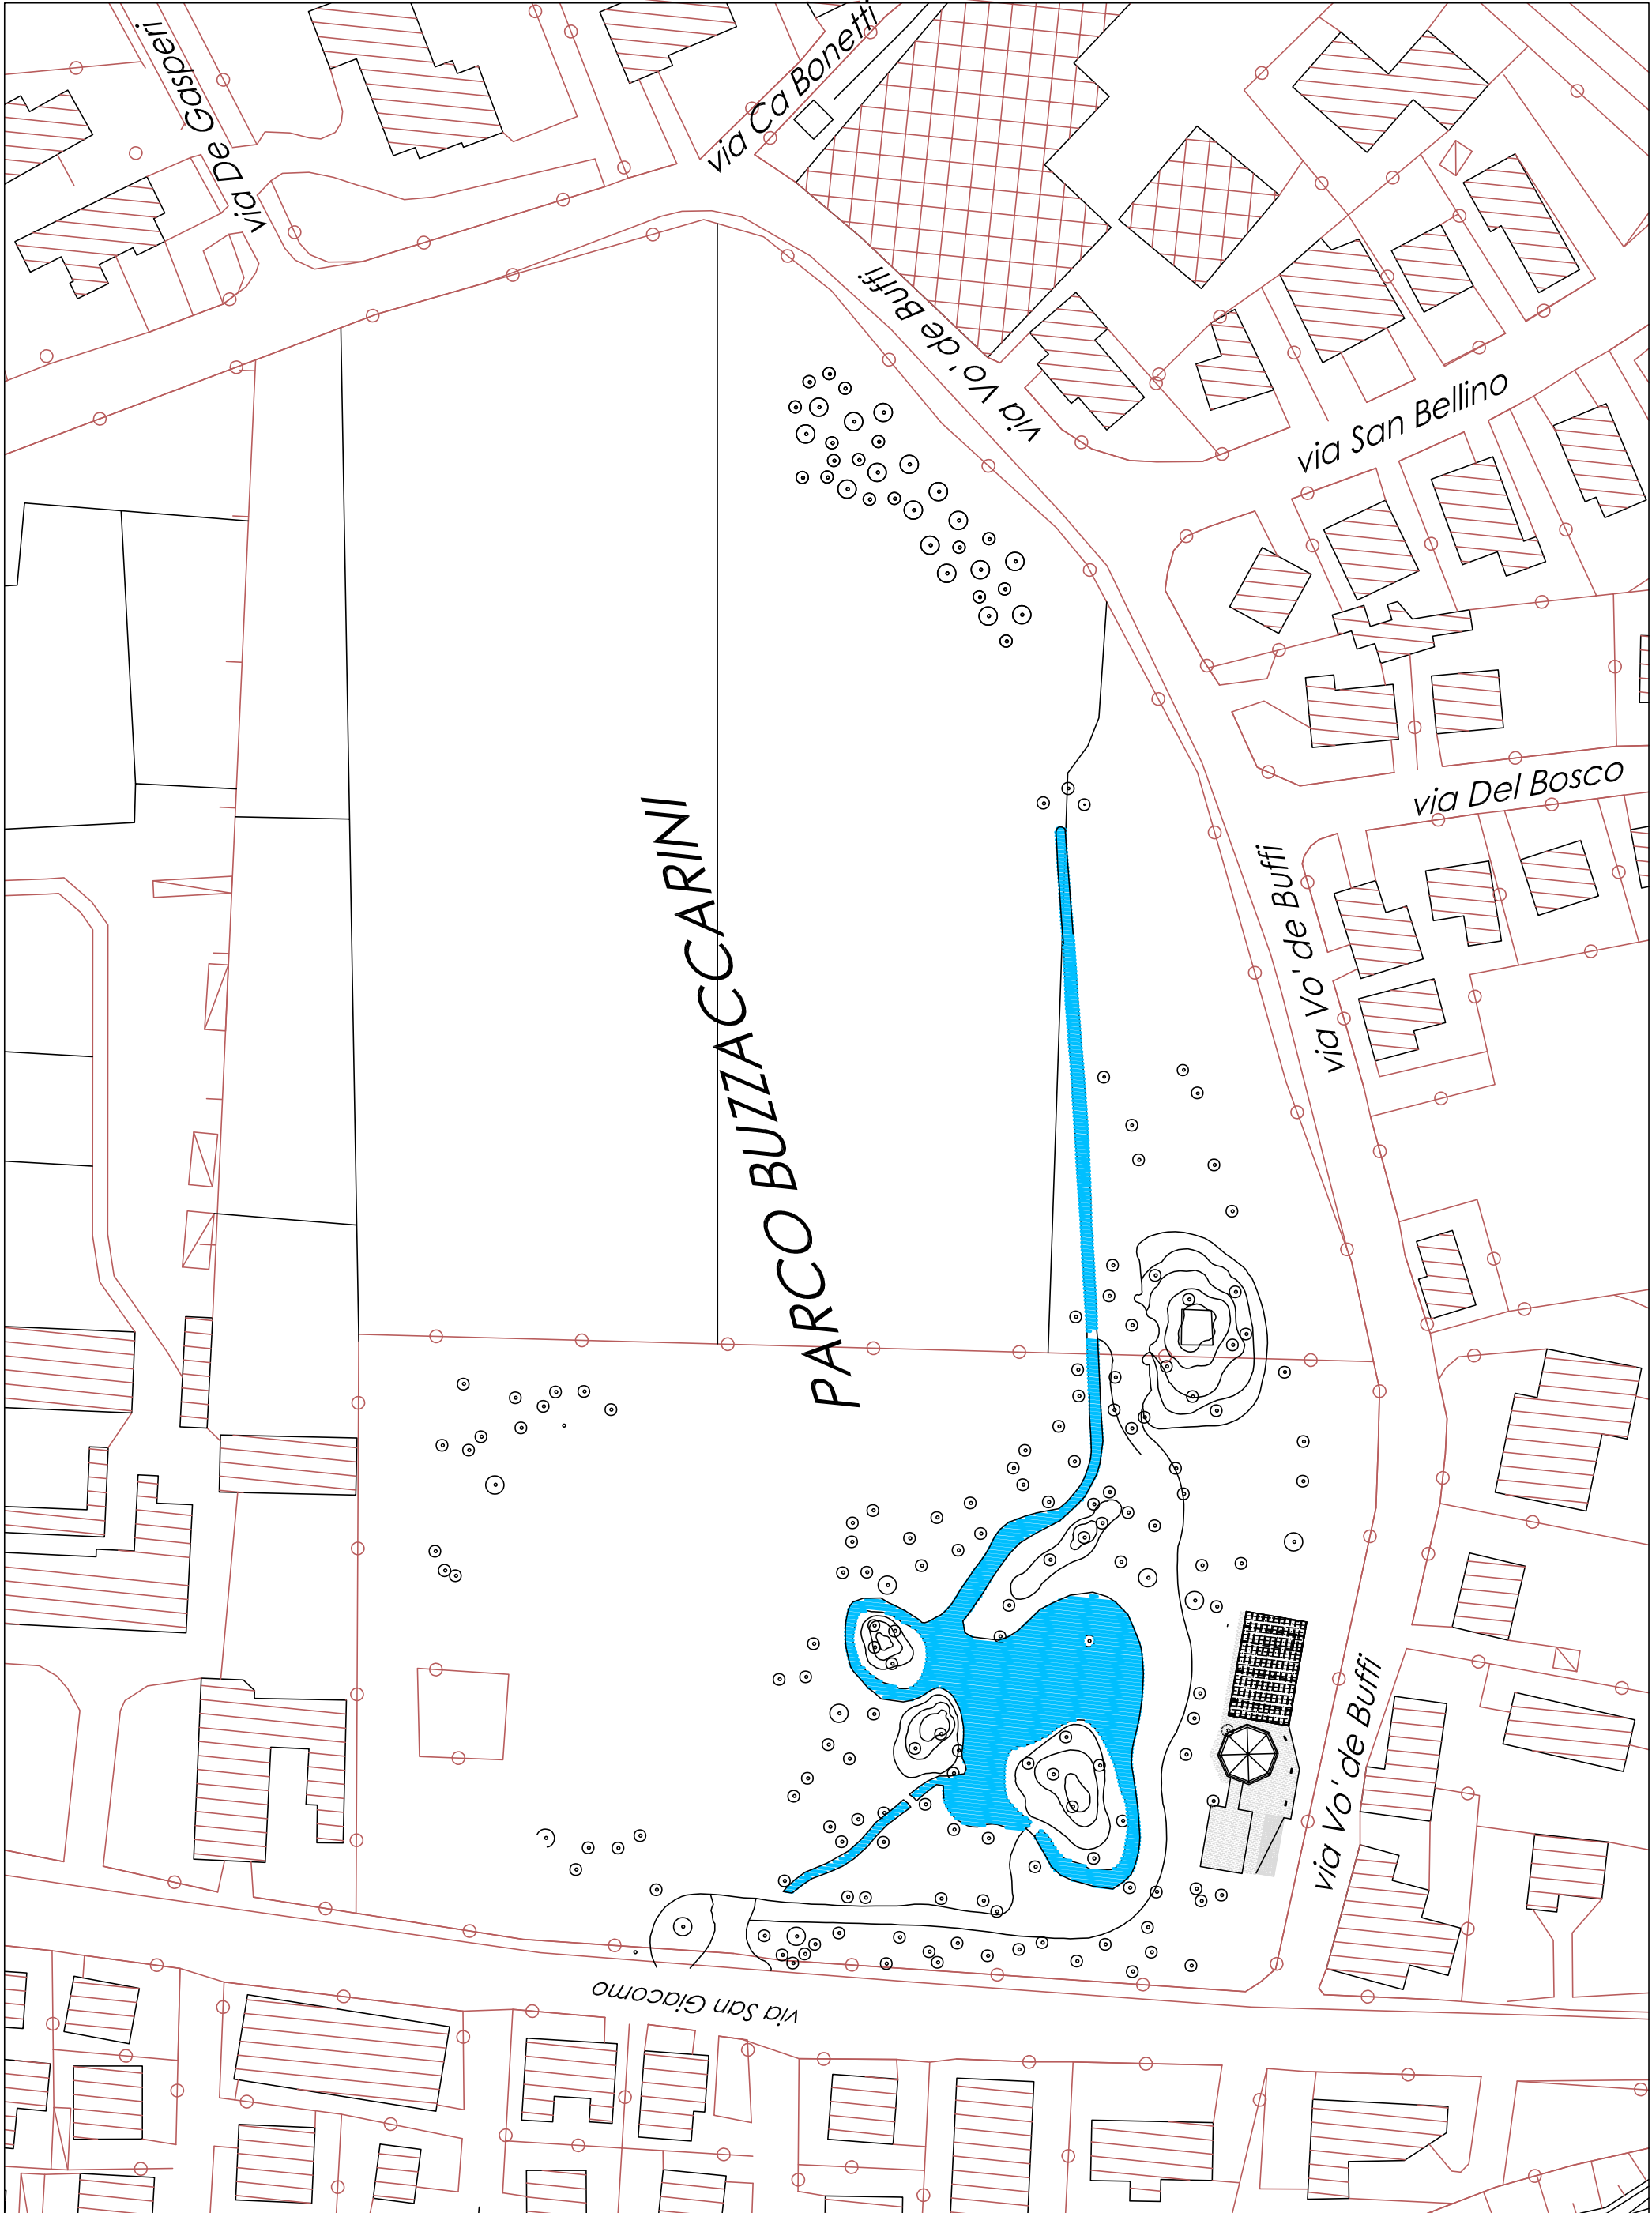 via De Gasperi
via Ca Bonetti
via Vo' de Buffi
via San Bellino
via Del Bosco
PARCO BUZZACCARINI
via Vo' de Buffi
via Vo' de Buffi
via San Giacomo